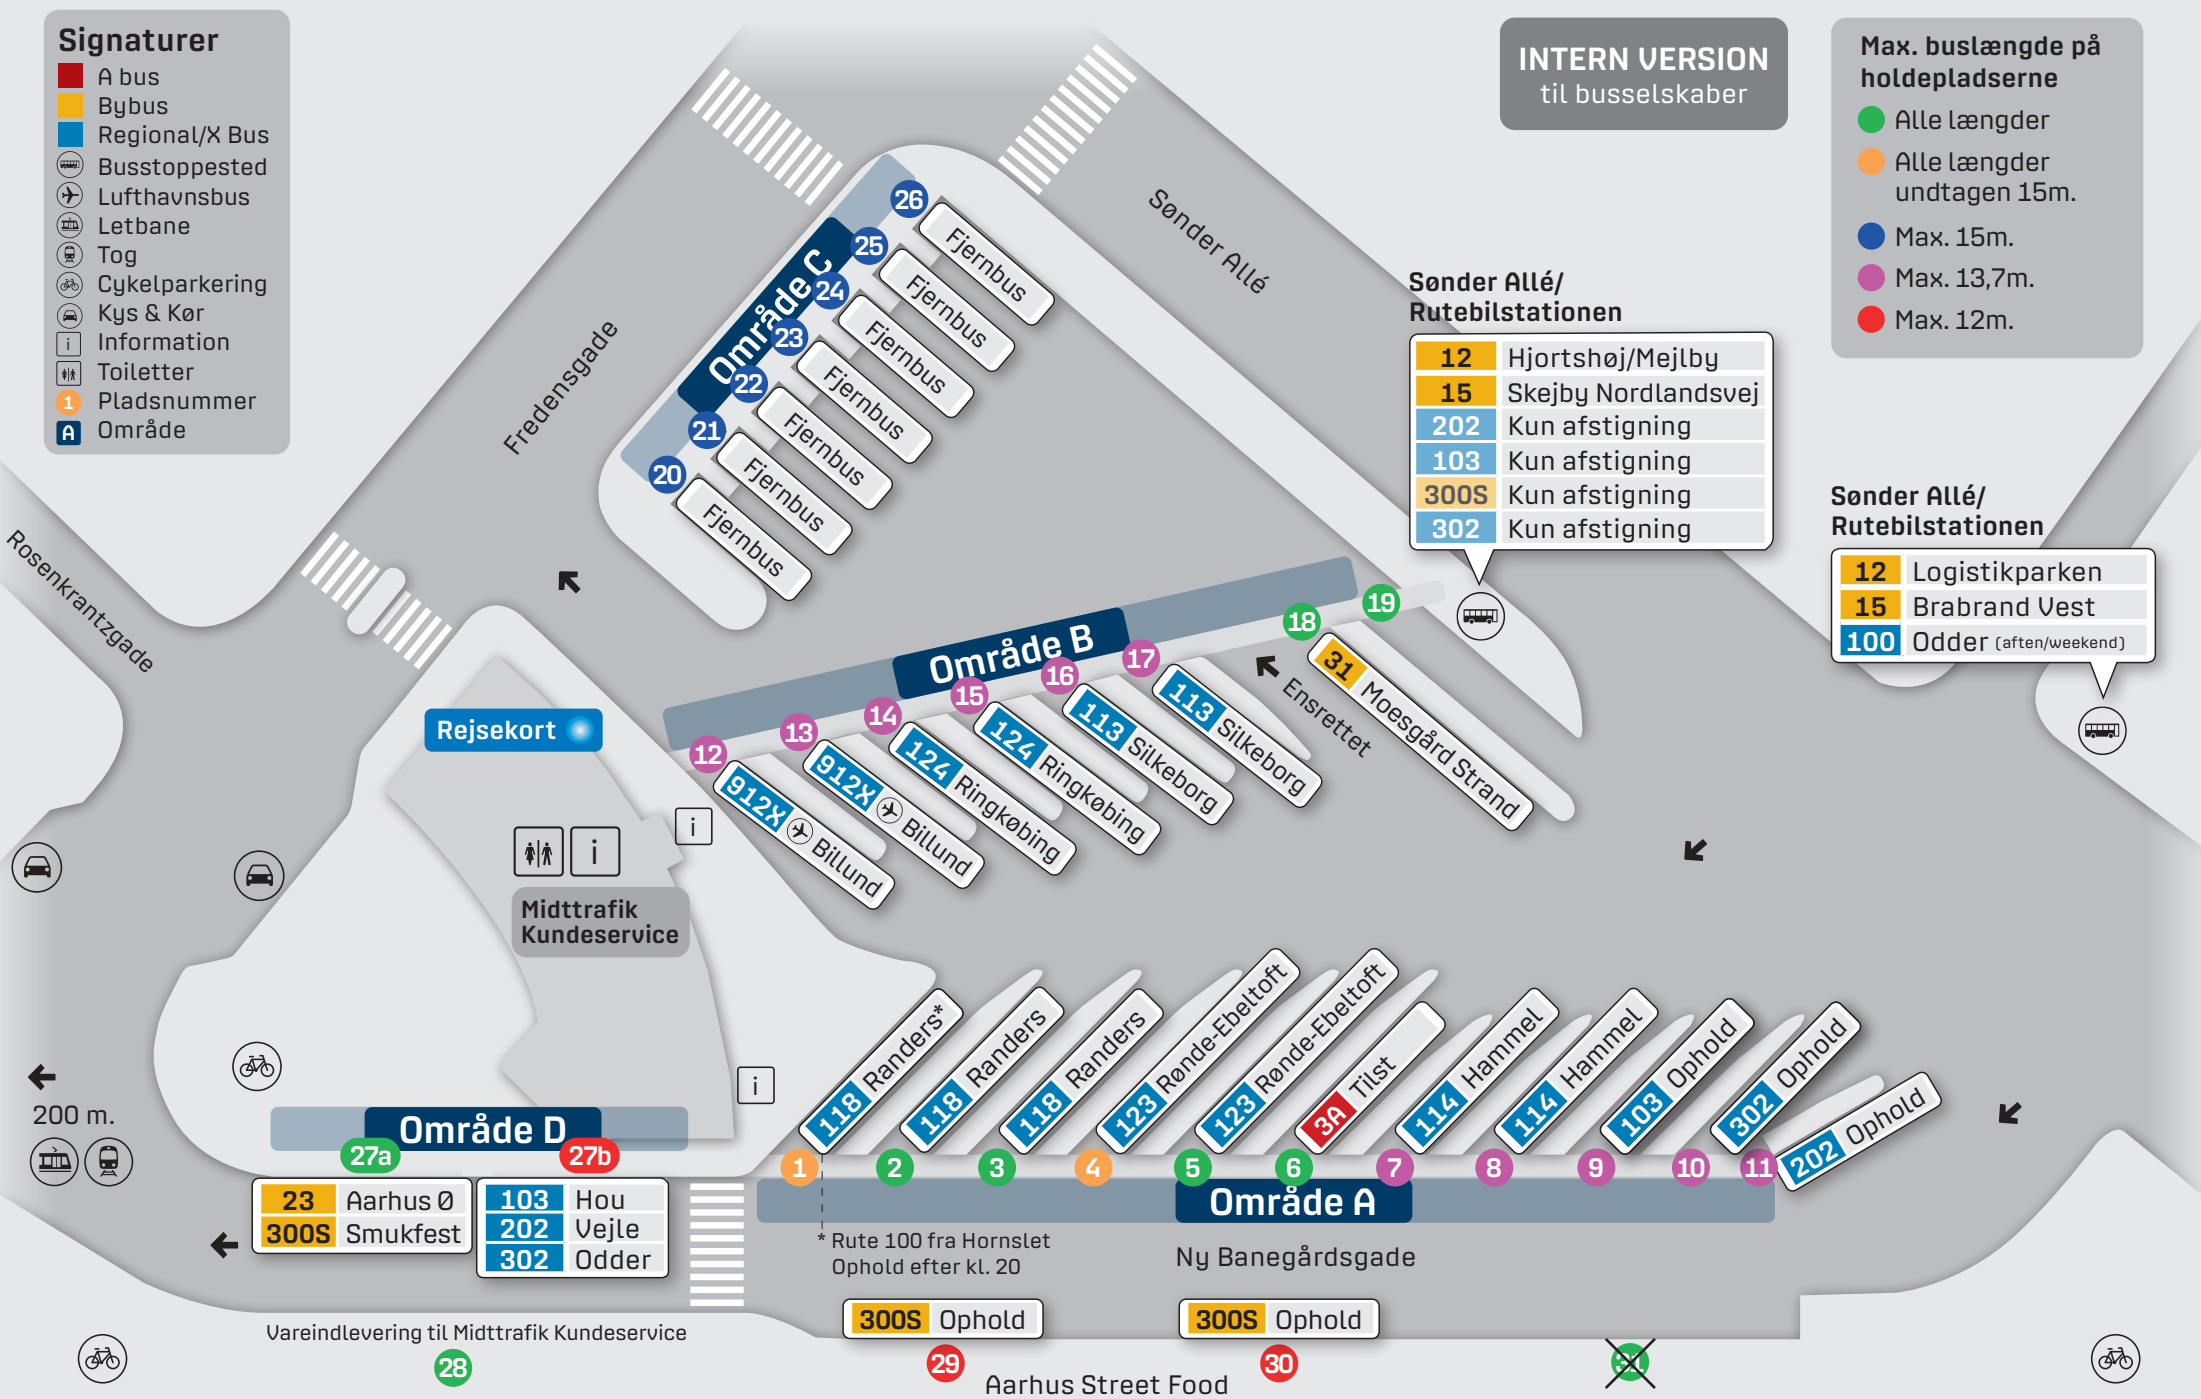 Signaturer
A bus
Bybus
Regional/X Bus
Busstoppested
Lufthavnsbus
Letbane
Tog
Cykelparkering
Kys & Kør
i Information
Toiletter
1 Pladsnummer
A Område
INTERN VERSION
til busselskaber
Max. buslængde på
holdepladserne
Alle længder
Alle længder
undtagen 15m.
Max. 15m.
Max. 13,7m.
Max. 12m.
Fredensgade
Sønder Allé
Rosenkrantzgade
Område C
26 Fjernbus
25 Fjernbus
24 Fjernbus
23 Fjernbus
22 Fjernbus
21 Fjernbus
20 Fjernbus
Sønder Allé/
Rutebilstationen
12 Hjortshøj/Mejlby
15 Skejby Nordlandsvej
202 Kun afstigning
103 Kun afstigning
300S Kun afstigning
302 Kun afstigning
Sønder Allé/
Rutebilstationen
12 Logistikparken
15 Brabrand Vest
100 Odder (aften/weekend)
Område B
12 912X Billund
13 912X Billund
14 124 Ringkøbing
15 124 Ringkøbing
16 113 Silkeborg
17 113 Silkeborg
Ensrettet
18 31 Moesgård Strand
19
Rejsekort
i
i
Midttrafik
Kundeservice
i
200 m.
Område D
27a
27b
23 Aarhus Ø
300S Smukfest
103 Hou
202 Vejle
302 Odder
118 Randers*
118 Randers
118 Randers
123 Rønde-Ebeltoft
123 Rønde-Ebeltoft
3A Tilst
114 Hammel
114 Hammel
103 Ophold
302 Ophold
202 Ophold
1 2 3 4 5 6 7 8 9 10 11
Område A
* Rute 100 fra Hornslet
Ophold efter kl. 20
Ny Banegårdsgade
300S Ophold
300S Ophold
Vareindlevering til Midttrafik Kundeservice
28
29
30
31
Aarhus Street Food